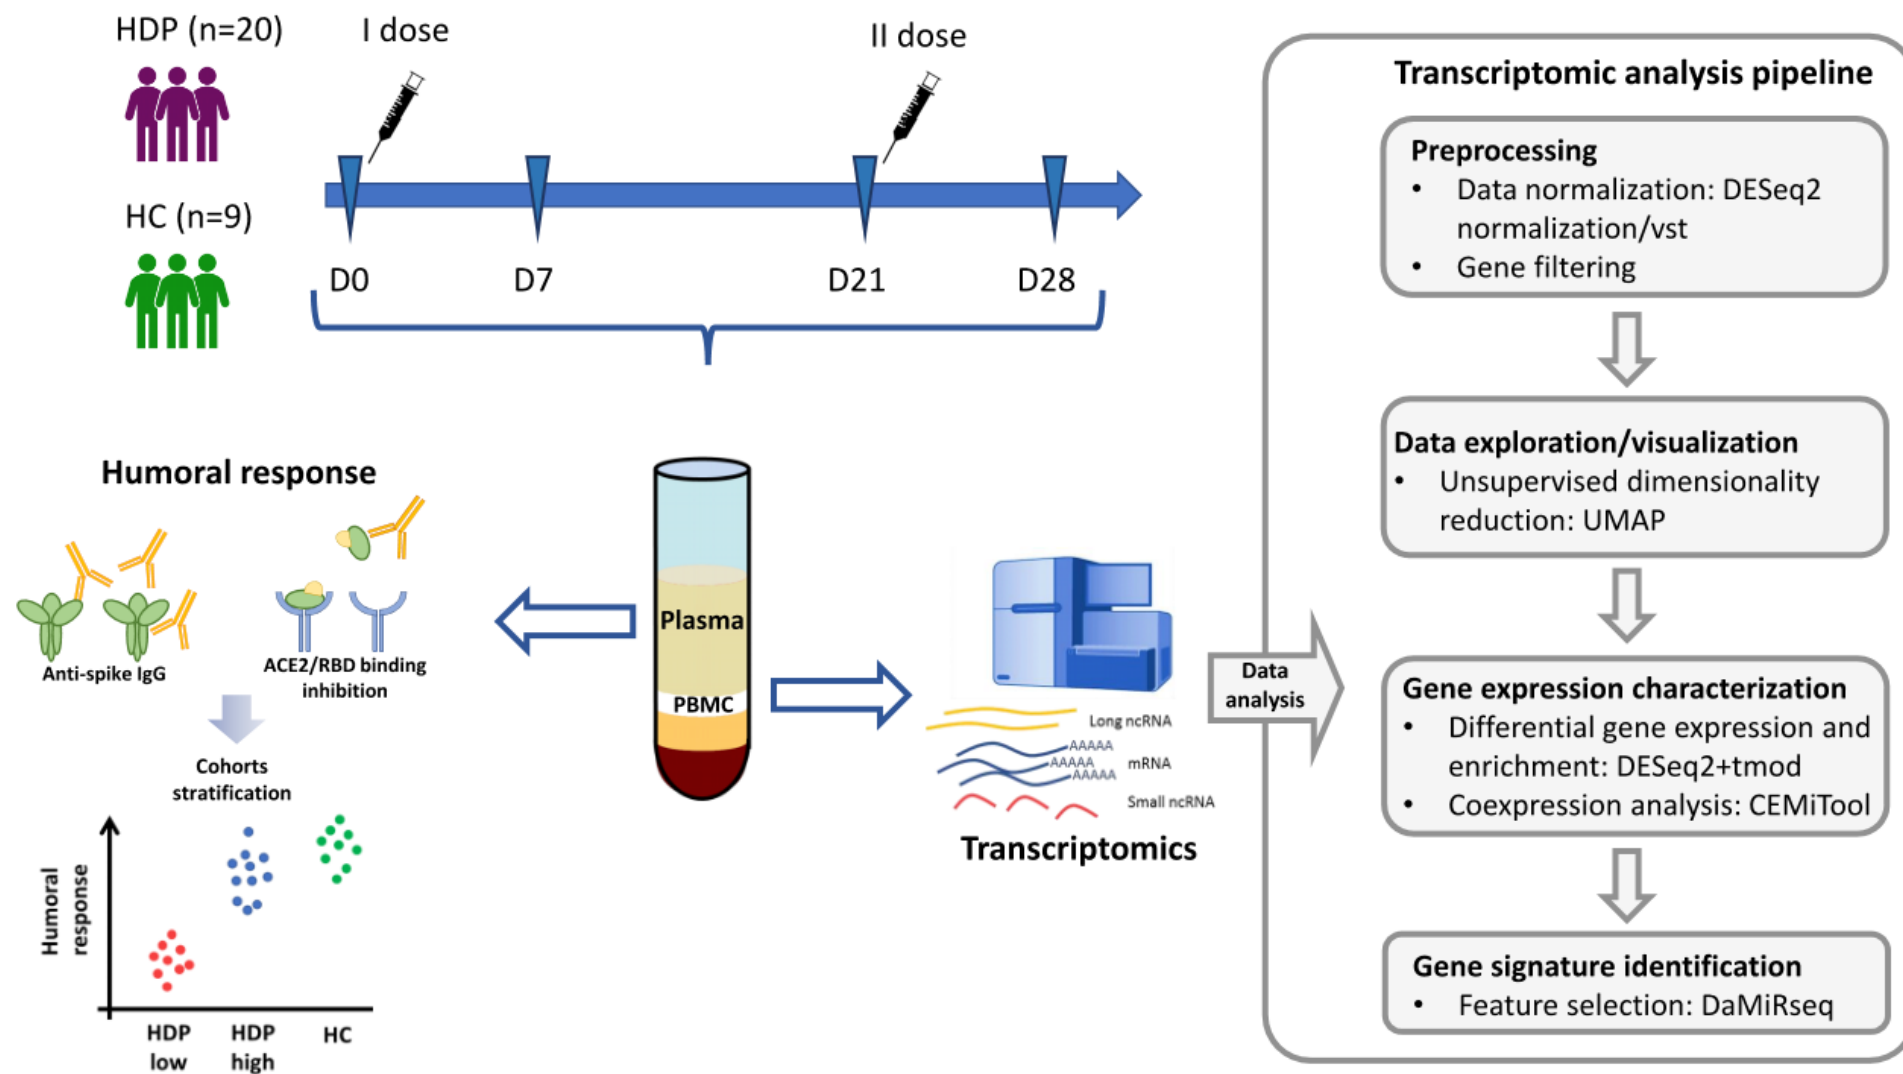 HDP (n=20)
I dose
II dose
HC (n=9)
D0
D7
D21
D28
Humoral response
Anti-spike IgG
ACE2/RBD binding
inhibition
Cohorts
stratification
Humoral
response
HDP
low
HDP
high
HC
Plasma
PBMC
Long ncRNA
AAAAA
AAAAA
AAAAA
mRNA
Small ncRNA
Transcriptomics
Data
analysis
Transcriptomic analysis pipeline
Preprocessing
• Data normalization: DESeq2
normalization/vst
• Gene filtering
Data exploration/visualization
• Unsupervised dimensionality
reduction: UMAP
Gene expression characterization
• Differential gene expression and
enrichment: DESeq2+tmod
• Coexpression analysis: CEMiTool
Gene signature identification
• Feature selection: DaMiRseq